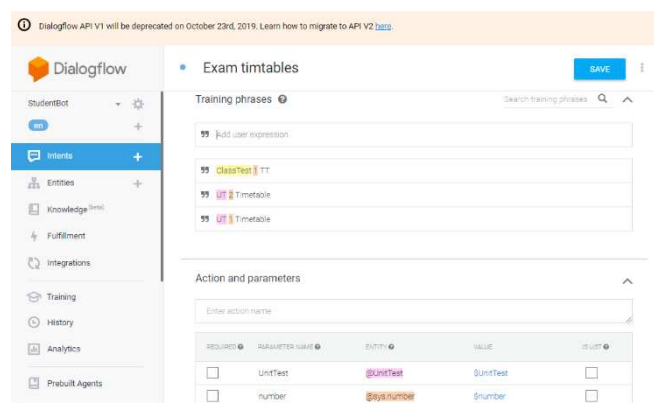 Dialogflow API V1 will be deprecated on October 23rd, 2019. Learn how to migrate to API V2 here.
Dialogflow
Exam timtables
SAVE
StudentBot
en
Intents
Entities
Knowledge [beta]
Fulfillment
Integrations
Training
History
Analytics
Prebuilt Agents
Training phrases
Search training phrases
Add user expression
ClassTest 1 TT
UT 2 Timetable
UT 1 Timetable
Action and parameters
Enter action name
REQUIRED PARAMETER NAME ENTITY VALUE IS LIST
UnitTest @UnitTest $UnitTest
number @sys.number $number